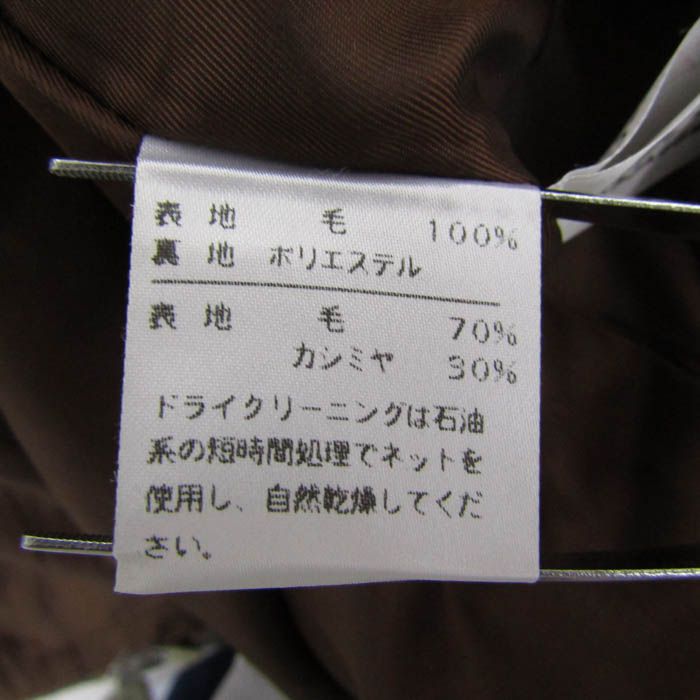 表地 毛 100%
裏地 ポリエステル
表地 毛 70%
カシミヤ 30%
ドライクリーニングは石油
系の短時間処理でネットを
使用し、自然乾燥してくだ
さい。